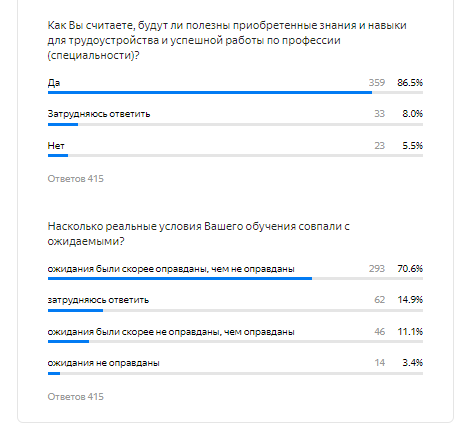 Как Вы считаете, будут ли полезны приобретенные знания и навыки
для трудоустройства и успешной работы по профессии
(специальности)?
Да 359 86.5%
Затрудняюсь ответить 33 8.0%
Нет 23 5.5%
Ответов 415
Насколько реальные условия Вашего обучения совпали с
ожидаемыми?
ожидания были скорее оправданы, чем не оправданы 293 70.6%
затрудняюсь ответить 62 14.9%
ожидания были скорее не оправданы, чем оправданы 46 11.1%
ожидания не оправданы 14 3.4%
Ответов 415